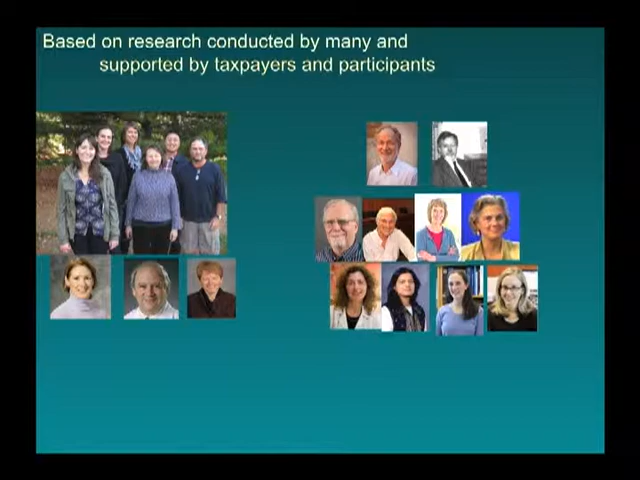 Based on research conducted by many and
supported by taxpayers and participants